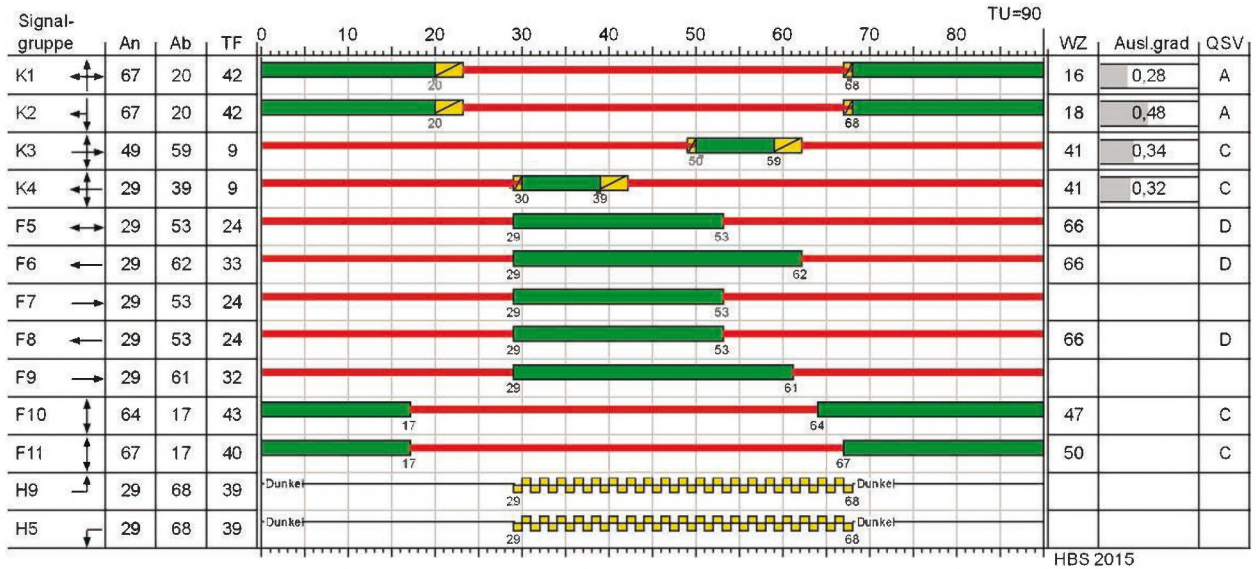 TU=90
Signal-
gruppe An Ab TF 0 10 20 30 40 50 60 70 80 WZ Ausl.grad QSV
K1 67 20 42 20 68 16 0,28 A
K2 67 20 42 20 68 18 0,48 A
K3 49 59 9 50 59 41 0,34 C
K4 29 39 9 30 39 41 0,32 C
F5 29 53 24 29 53 66 D
F6 29 62 33 29 62 66 D
F7 29 53 24 29 53
F8 29 53 24 29 53 66 D
F9 29 61 32 29 61
F10 64 17 43 17 64 47 C
F11 67 17 40 17 67 50 C
H9 29 68 39 Dunkel 29 68 Dunkel
H5 29 68 39 Dunkel 29 68 Dunkel
HBS 2015